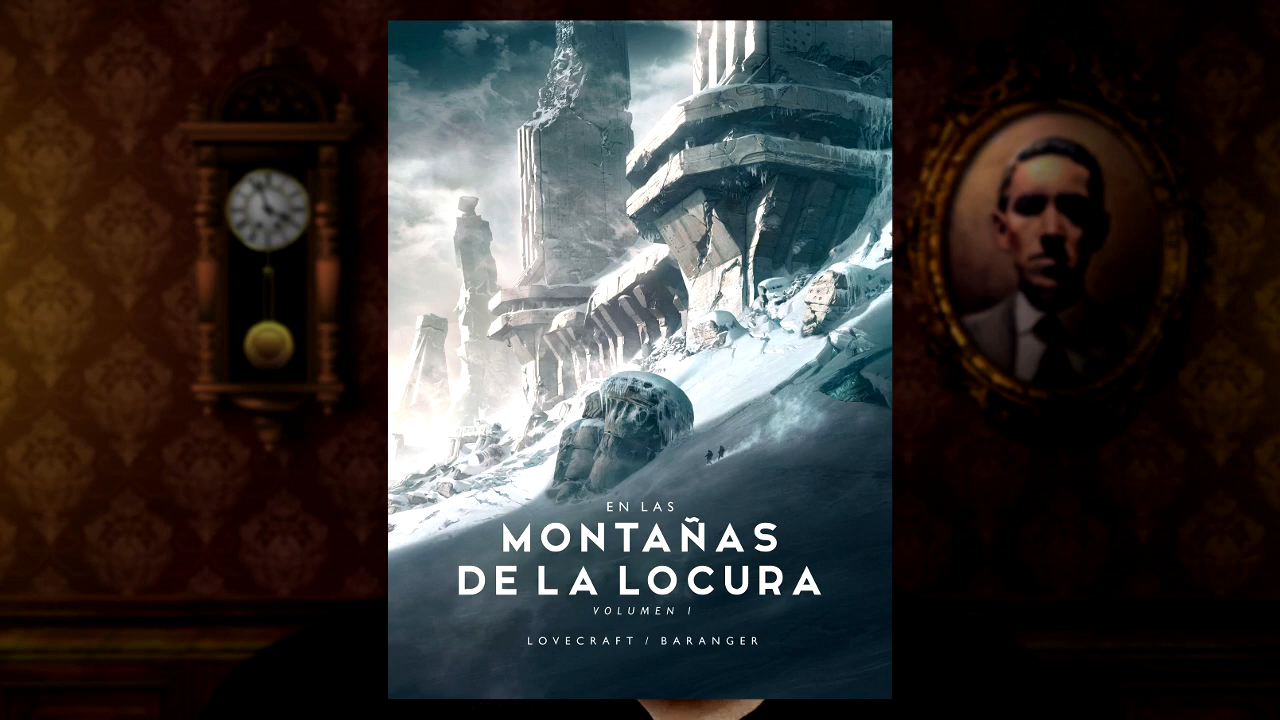 EN LAS
MONTAÑAS
DE LA LOCURA
VOLUMEN I
LOVECRAFT / BARANGER